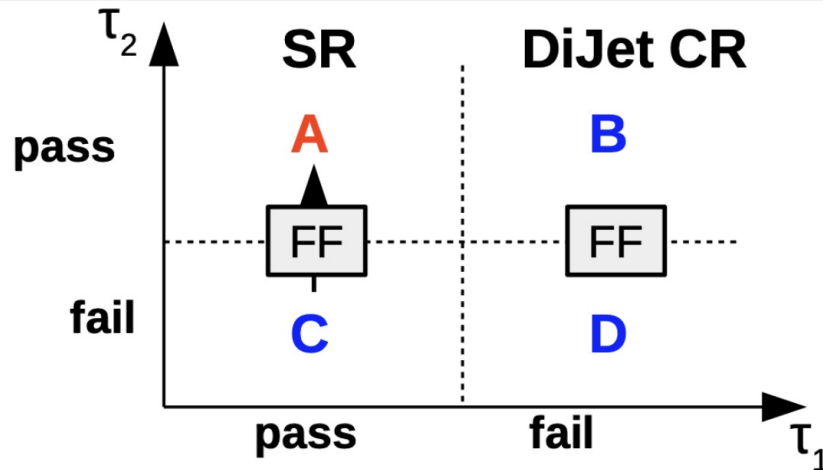 τ2
SR
DiJet CR
pass
A
B
FF
FF
fail
C
D
pass
fail
τ1